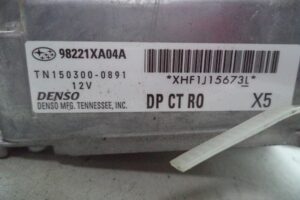 98221XA04A
TN150300-0891
12V
DENSO
DENSO MFG. TENNESSEE, INC.
*XHF1J15673L*
DP CT RO X5